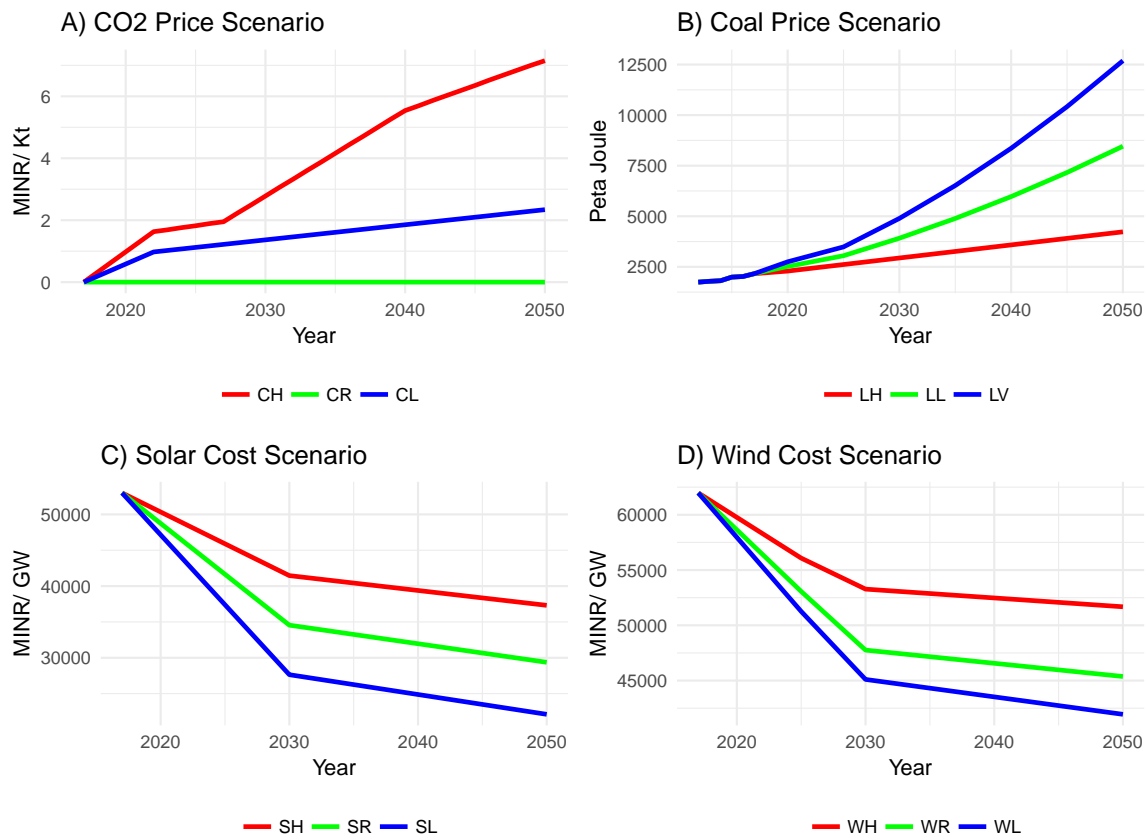 A) CO2 Price Scenario
MINR/ Kt
6
4
2
0
2020 2030 2040 2050
Year
CH CR CL
B) Coal Price Scenario
Peta Joule
12500
10000
7500
5000
2500
2020 2030 2040 2050
Year
LH LL LV
C) Solar Cost Scenario
MINR/ GW
50000
40000
30000
2020 2030 2040 2050
Year
SH SR SL
D) Wind Cost Scenario
MINR/ GW
60000
55000
50000
45000
2020 2030 2040 2050
Year
WH WR WL